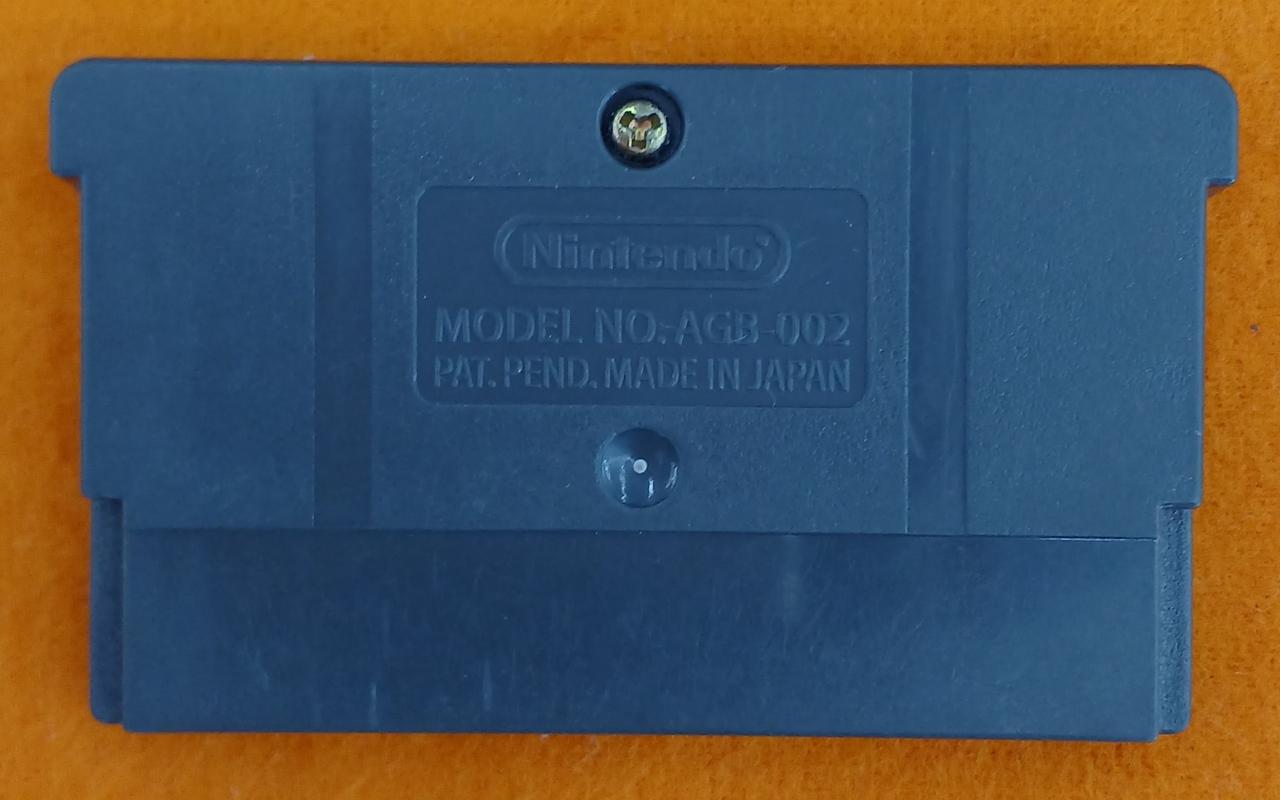 Nintendo
MODEL NO. AGB-002
PAT. PEND. MADE IN JAPAN